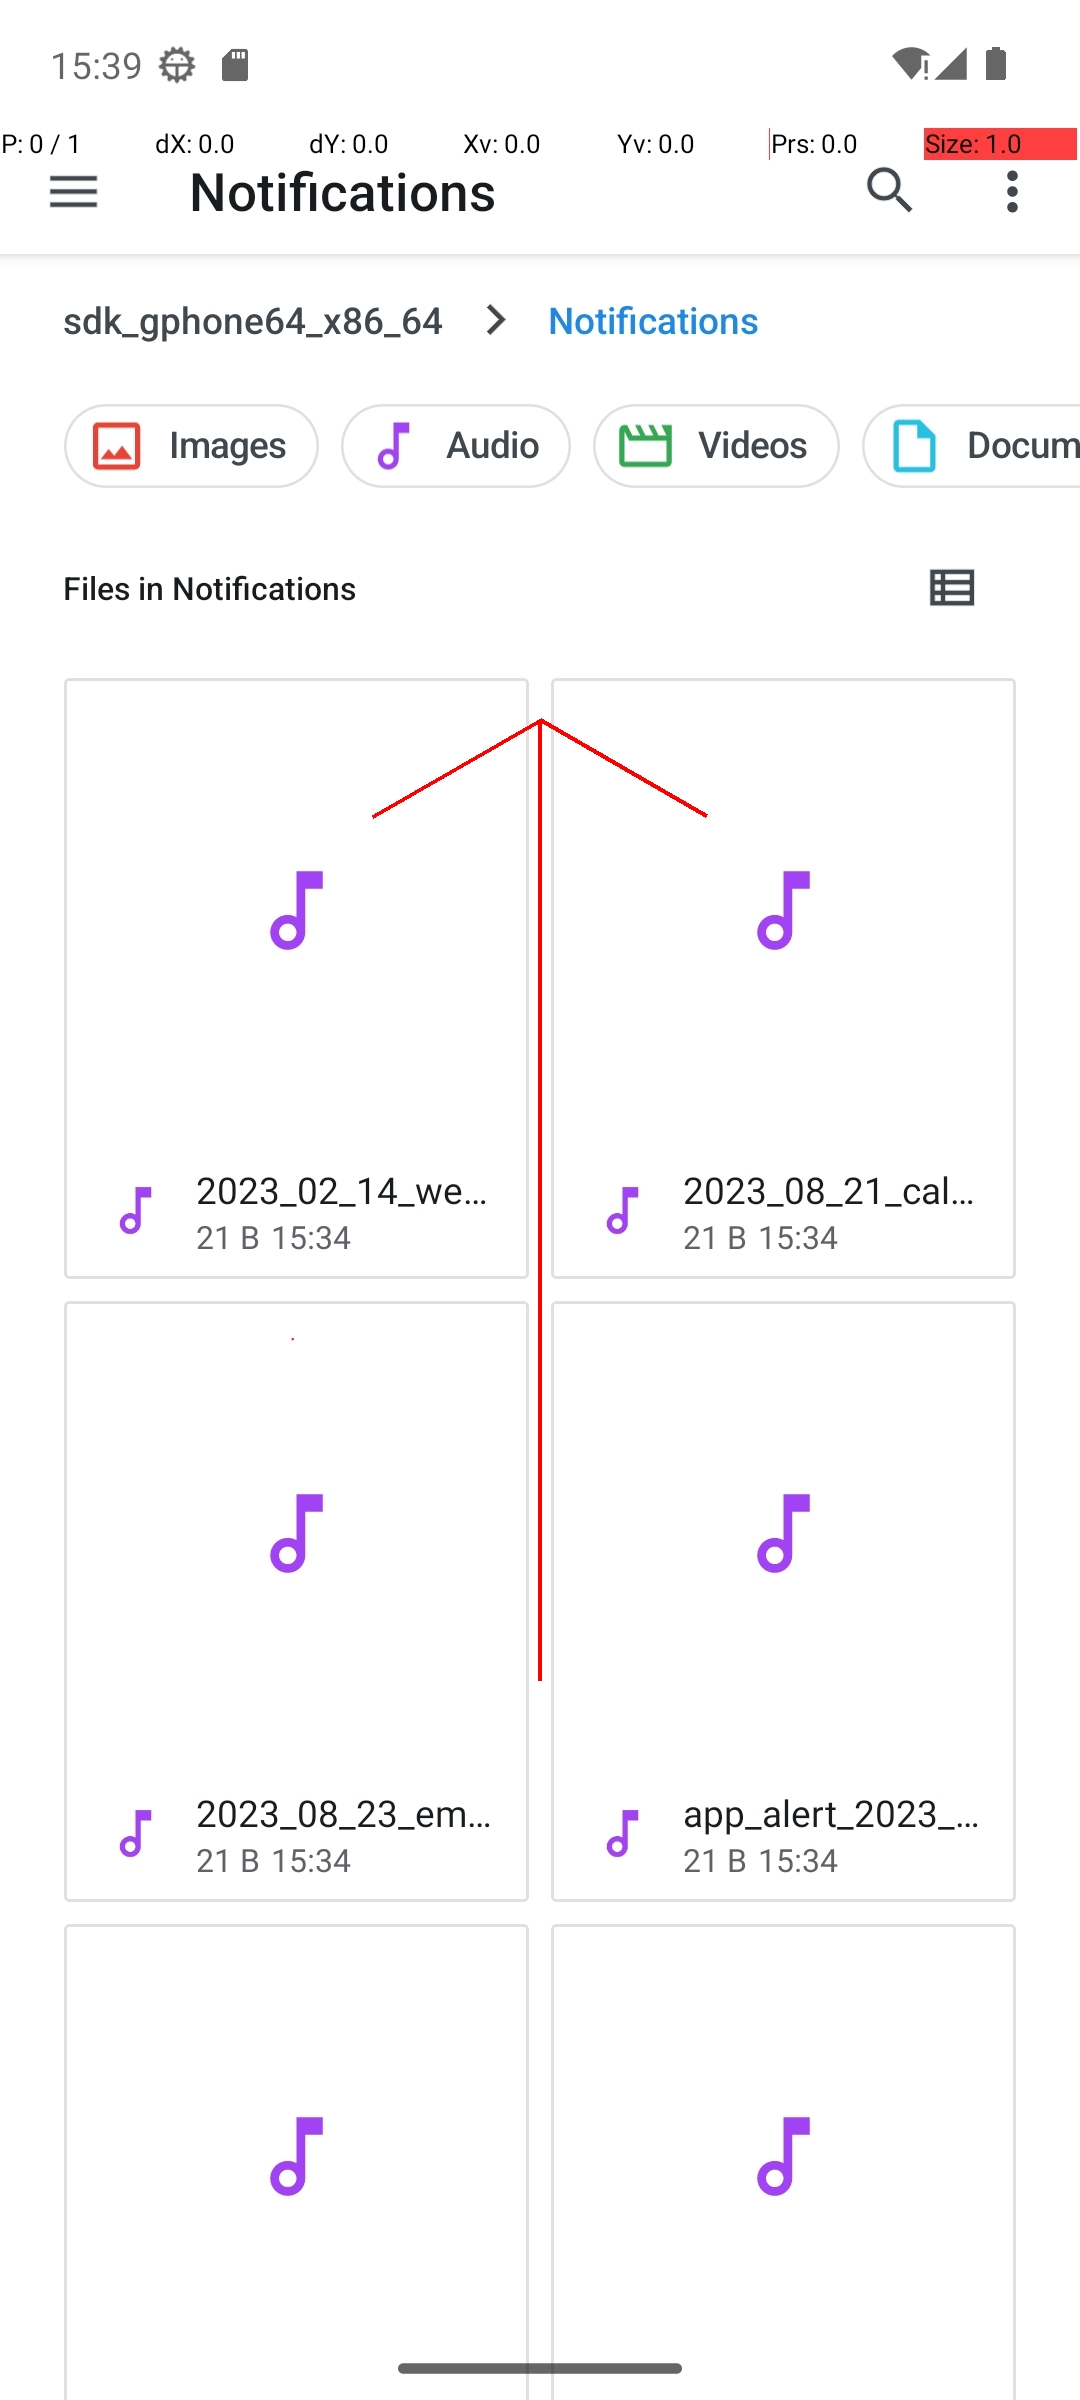 15:39
P: 0 / 1 dX: 0.0 dY: 0.0 Xv: 0.0 Yv: 0.0 Prs: 0.0 Size: 1.0
Notifications
sdk_gphone64_x86_64 Notifications
Images Audio Videos Docum
Files in Notifications
2023_02_14_we...
21 B 15:34
2023_08_21_cal...
21 B 15:34
2023_08_23_em...
21 B 15:34
app_alert_2023_...
21 B 15:34